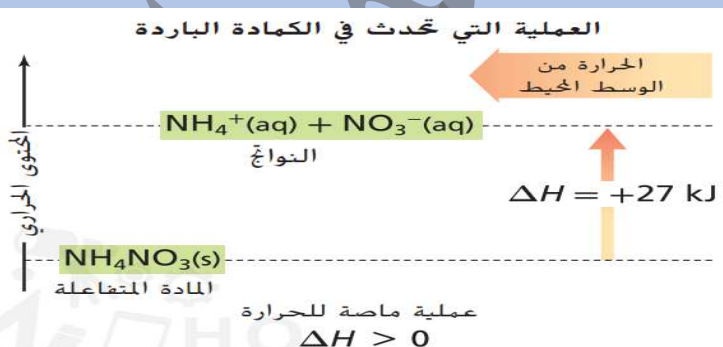 العملية التي تحدث في الكمادة الباردة
الحرارة من
الوسط المحيط
NH₄⁺(aq) + NO₃⁻(aq)
النواتج
المحتوى الحراري
ΔH = +27 kJ
NH₄NO₃(s)
المادة المتفاعلة
عملية ماصة للحرارة
ΔH > 0